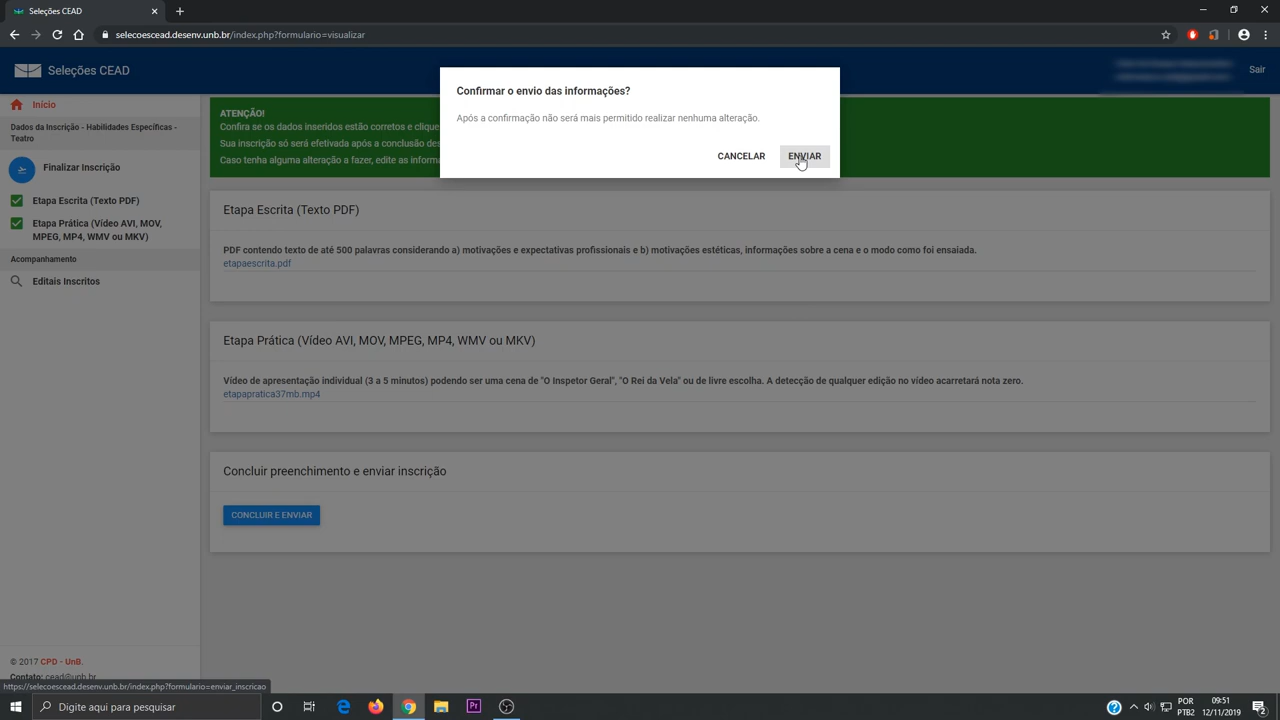 Seleções CEAD
selecoescead.desenv.unb.br/index.php?formulario=visualizar
Seleções CEAD
Sair
Início
Dados da Inscrição - Habilidades Específicas -
Teatro
Finalizar Inscrição
Etapa Escrita (Texto PDF)
Etapa Prática (Vídeo AVI, MOV,
MPEG, MP4, WMV ou MKV)
Acompanhamento
Editais Inscritos
© 2017 CPD - UnB.
Contato: cead@unb.br
https://selecoescead.desenv.unb.br/index.php?formulario=enviar_inscricao
Confirmar o envio das informações?
Após a confirmação não será mais permitido realizar nenhuma alteração.
CANCELAR
ENVIAR
ATENÇÃO!
Confira se os dados inseridos estão corretos e clique
Sua inscrição só será efetivada após a conclusão des
Caso tenha alguma alteração a fazer, edite as informa
Etapa Escrita (Texto PDF)
PDF contendo texto de até 500 palavras considerando a) motivações e expectativas profissionais e b) motivações estéticas, informações sobre a cena e o modo como foi ensaiada.
etapaescrita.pdf
Etapa Prática (Vídeo AVI, MOV, MPEG, MP4, WMV ou MKV)
Vídeo de apresentação individual (3 a 5 minutos) podendo ser uma cena de "O Inspetor Geral", "O Rei da Vela" ou de livre escolha. A detecção de qualquer edição no vídeo acarretará nota zero.
etapapratica37mb.mp4
Concluir preenchimento e enviar inscrição
CONCLUIR E ENVIAR
Digite aqui para pesquisar
Pr
POR
PTB2
09:51
12/11/2019
2